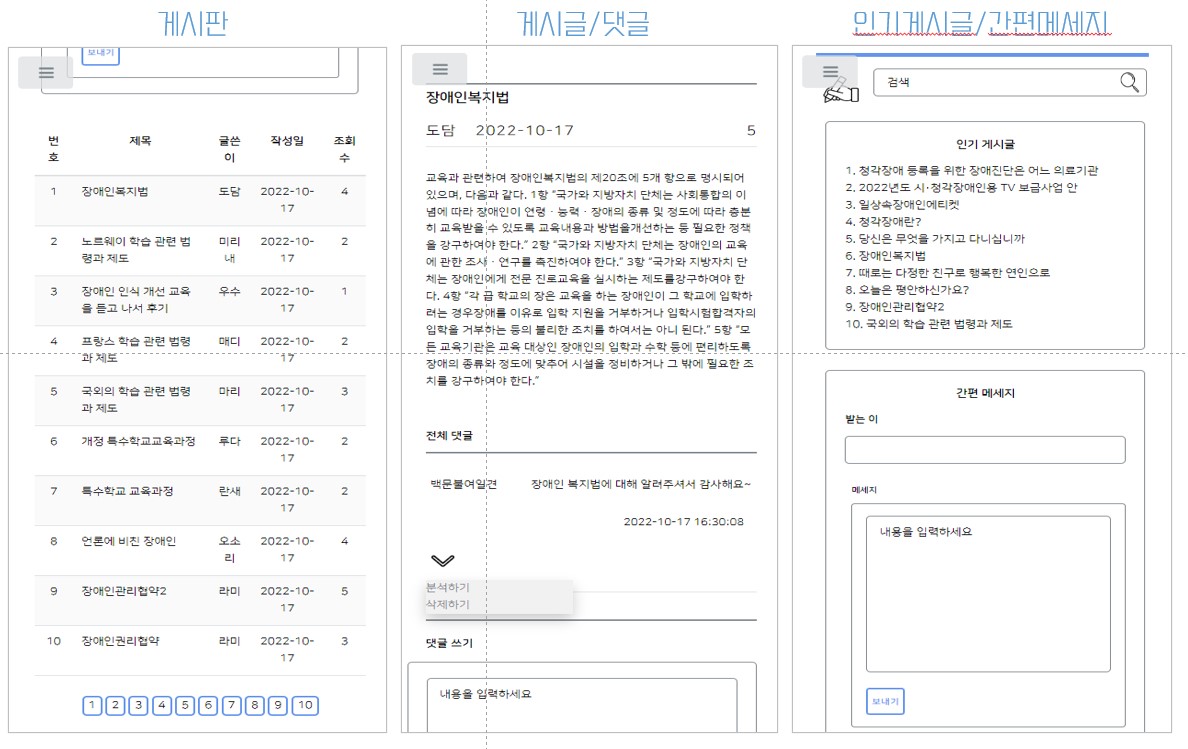 게시판
보내기
번호 제목 글쓴이 작성일 조회수
1 장애인복지법 도담 2022-10-17 4
2 노르웨이 학습 관련 법령과 제도 미리내 2022-10-17 2
3 장애인 인식 개선 교육을 듣고 나서 후기 우수 2022-10-17 1
4 프랑스 학습 관련 법령과 제도 매디 2022-10-17 2
5 국외의 학습 관련 법령과 제도 마리 2022-10-17 3
6 개정 특수학교교육과정 루다 2022-10-17 2
7 특수학교 교육과정 란새 2022-10-17 2
8 언론에 비친 장애인 오소리 2022-10-17 4
9 장애인관리협약2 라미 2022-10-17 5
10 장애인권리협약 라미 2022-10-17 3
1 2 3 4 5 6 7 8 9 10
게시글/댓글
장애인복지법
도담 2022-10-17 5
교육과 관련하여 장애인복지법의 제20조에 5개 항으로 명시되어
있으며, 다음과 같다. 1항 “국가와 지방자치 단체는 사회통합의 이
념에 따라 장애인이 연령ㆍ능력ㆍ장애의 종류 및 정도에 따라 충분
히 교육받을 수 있도록 교육내용과 방법을개선하는 등 필요한 정책
을 강구하여야 한다.” 2항 “국가와 지방자치 단체는 장애인의 교육
에 관한 조사ㆍ연구를 촉진하여야 한다.” 3항 “국가와 지방자치 단
체는 장애인에게 전문 진로교육을 실시하는 제도를강구하여야 한
다. 4항 “각 급 학교의 장은 교육을 하는 장애인이 그 학교에 입학하
려는 경우장애를 이유로 입학 지원을 거부하거나 입학시험합격자의
입학을 거부하는 등의 불리한 조치를 하여서는 아니 된다.” 5항 “모
든 교육기관은 교육 대상인 장애인의 입학과 수학 등에 편리하도록
장애의 종류와 정도에 맞추어 시설을 정비하거나 그 밖에 필요한 조
치를 강구하여야 한다.”
전체 댓글
백문불여일견 장애인 복지법에 대해 알려주셔서 감사해요~
2022-10-17 16:30:08
분석하기
삭제하기
댓글 쓰기
내용을 입력하세요
인기게시글/간편메세지
검색
인기 게시글
1. 청각장애 등록을 위한 장애진단은 어느 의료기관
2. 2022년도 시·청각장애인용 TV 보급사업 안
3. 일상속장애인에티켓
4. 청각장애란?
5. 당신은 무엇을 가지고 다니십니까
6. 장애인복지법
7. 때로는 다정한 친구로 행복한 연인으로
8. 오늘은 평안하신가요?
9. 장애인관리협약2
10. 국외의 학습 관련 법령과 제도
간편 메세지
받는 이
메세지
내용을 입력하세요
보내기